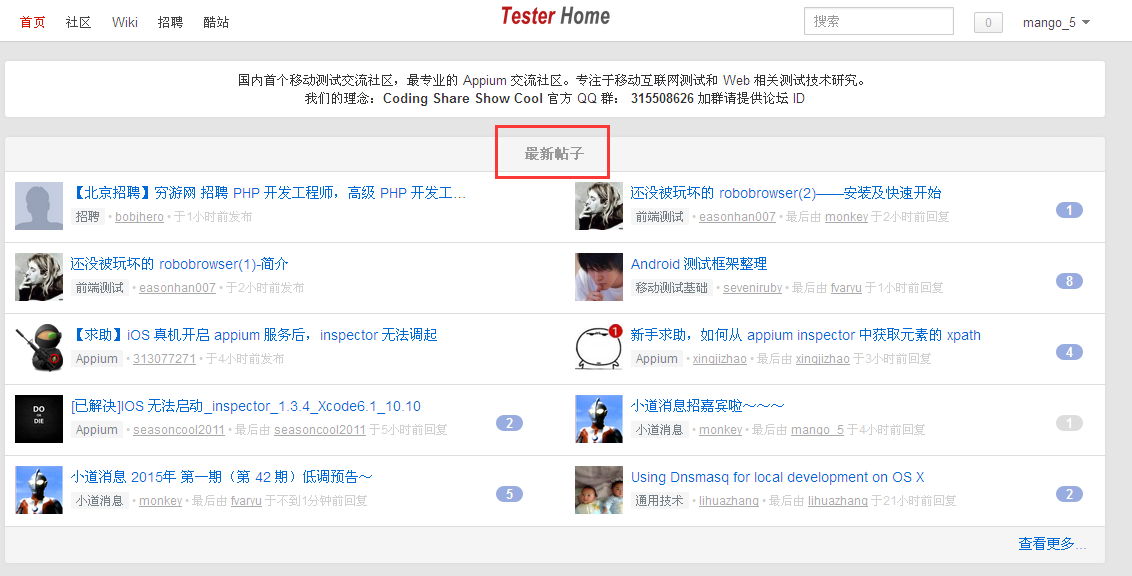 首页 社区 Wiki 招聘 酷站 Tester Home 搜索 0 mango_5
国内首个移动测试交流社区，最专业的 Appium 交流社区。专注于移动互联网测试和 Web 相关测试技术研究。
我们的理念：Coding Share Show Cool 官方 QQ 群： 315508626 加群请提供论坛 ID
最新帖子
【北京招聘】穷游网 招聘 PHP 开发工程师，高级 PHP 开发工…
招聘 • bobjhero • 于1小时前发布
还没被玩坏的 robobrowser(2)——安装及快速开始
前端测试 • easonhan007 • 最后由 monkey 于2小时前回复 1
还没被玩坏的 robobrowser(1)-简介
前端测试 • easonhan007 • 于2小时前发布
Android 测试框架整理
移动测试基础 • seveniruby • 最后由 fvaryu 于1小时前回复 8
【求助】iOS 真机开启 appium 服务后，inspector 无法调起
Appium • 313077271 • 于4小时前发布
1
新手求助，如何从 appium inspector 中获取元素的 xpath
Appium • xingjizhao • 最后由 xingjizhao 于3小时前回复 4
DO
OR
DIE
[已解决]IOS 无法启动_inspector_1.3.4_Xcode6.1_10.10
Appium • seasoncool2011 • 最后由 seasoncool2011 于5小时前回复 2
小道消息招嘉宾啦～～～
小道消息 • monkey • 最后由 mango_5 于4小时前回复 1
小道消息 2015年 第一期（第 42 期）低调预告～
小道消息 • monkey • 最后由 fvaryu 于不到1分钟前回复 5
Using Dnsmasq for local development on OS X
通用技术 • lihuazhang • 最后由 lihuazhang 于21小时前回复 2
查看更多...